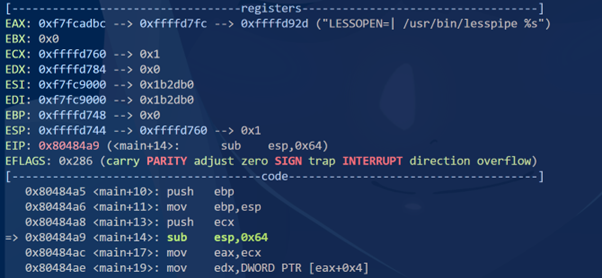 [----------------------------------registers-----------------------------------]
EAX: 0xf7fcadbc --> 0xffffd7fc --> 0xffffd92d ("LESSOPEN=| /usr/bin/lesspipe %s")
EBX: 0x0
ECX: 0xffffd760 --> 0x1
EDX: 0xffffd784 --> 0x0
ESI: 0xf7fc9000 --> 0x1b2db0
EDI: 0xf7fc9000 --> 0x1b2db0
EBP: 0xffffd748 --> 0x0
ESP: 0xffffd744 --> 0xffffd760 --> 0x1
EIP: 0x80484a9 (<main+14>: sub esp,0x64)
EFLAGS: 0x286 (carry PARITY adjust zero SIGN trap INTERRUPT direction overflow)
[-------------------------------------code-------------------------------------]
0x80484a5 <main+10>: push ebp
0x80484a6 <main+11>: mov ebp,esp
0x80484a8 <main+13>: push ecx
=> 0x80484a9 <main+14>: sub esp,0x64
0x80484ac <main+17>: mov eax,ecx
0x80484ae <main+19>: mov edx,DWORD PTR [eax+0x4]